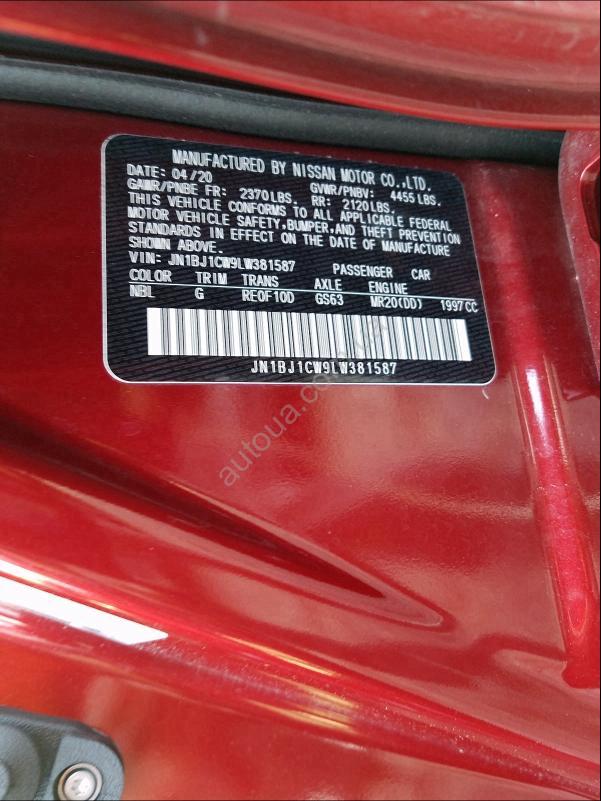 MANUFACTURED BY NISSAN MOTOR CO.,LTD.
DATE: 04/20
GAWR/PNBE FR: 2370LBS. GVWR/PNBV: 4455LBS.
RR: 2120LBS.
THIS VEHICLE CONFORMS TO ALL APPLICABLE FEDERAL
MOTOR VEHICLE SAFETY,BUMPER,AND THEFT PREVENTION
STANDARDS IN EFFECT ON THE DATE OF MANUFACTURE
SHOWN ABOVE.
VIN: JN1BJ1CW9LW381587 PASSENGER CAR
COLOR TRIM TRANS AXLE ENGINE
NBL G RE0F10D GS63 MR20(DD) 1997CC
JN1BJ1CW9LW381587
autoua.com.ua